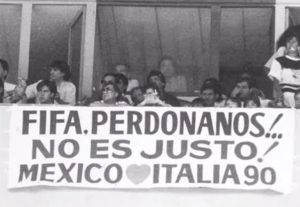 FIFA. PERDONANOS!..
NO ES JUSTO!
MEXICO ITALIA 90